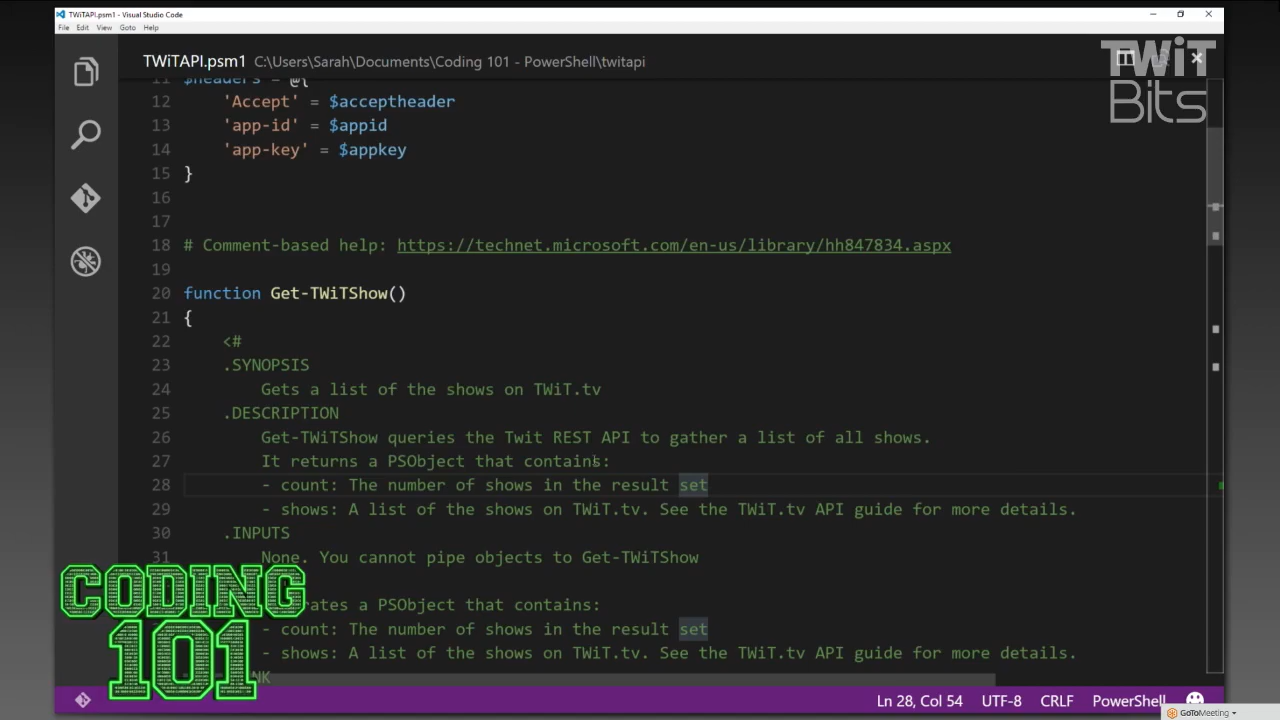 TWiTAPI.psm1 - Visual Studio Code
File Edit View Goto Help
TWiTAPI.psm1 C:\Users\Sarah\Documents\Coding 101 - PowerShell\twitapi
TWiT
Bits
11 $headers = @{
12 'Accept' = $acceptheader
13 'app-id' = $appid
14 'app-key' = $appkey
15 }
16
17
18 # Comment-based help: https://technet.microsoft.com/en-us/library/hh847834.aspx
19
20 function Get-TWiTShow()
21 {
22 <#
23 .SYNOPSIS
24 Gets a list of the shows on TWiT.tv
25 .DESCRIPTION
26 Get-TWiTShow queries the Twit REST API to gather a list of all shows.
27 It returns a PSObject that contains:
28 - count: The number of shows in the result set
29 - shows: A list of the shows on TWiT.tv. See the TWiT.tv API guide for more details.
30 .INPUTS
31 None. You cannot pipe objects to Get-TWiTShow
rates a PSObject that contains:
- count: The number of shows in the result set
- shows: A list of the shows on TWiT.tv. See the TWiT.tv API guide for more details.
NK
CODING
101
Ln 28, Col 54 UTF-8 CRLF PowerShell
GoToMeeting